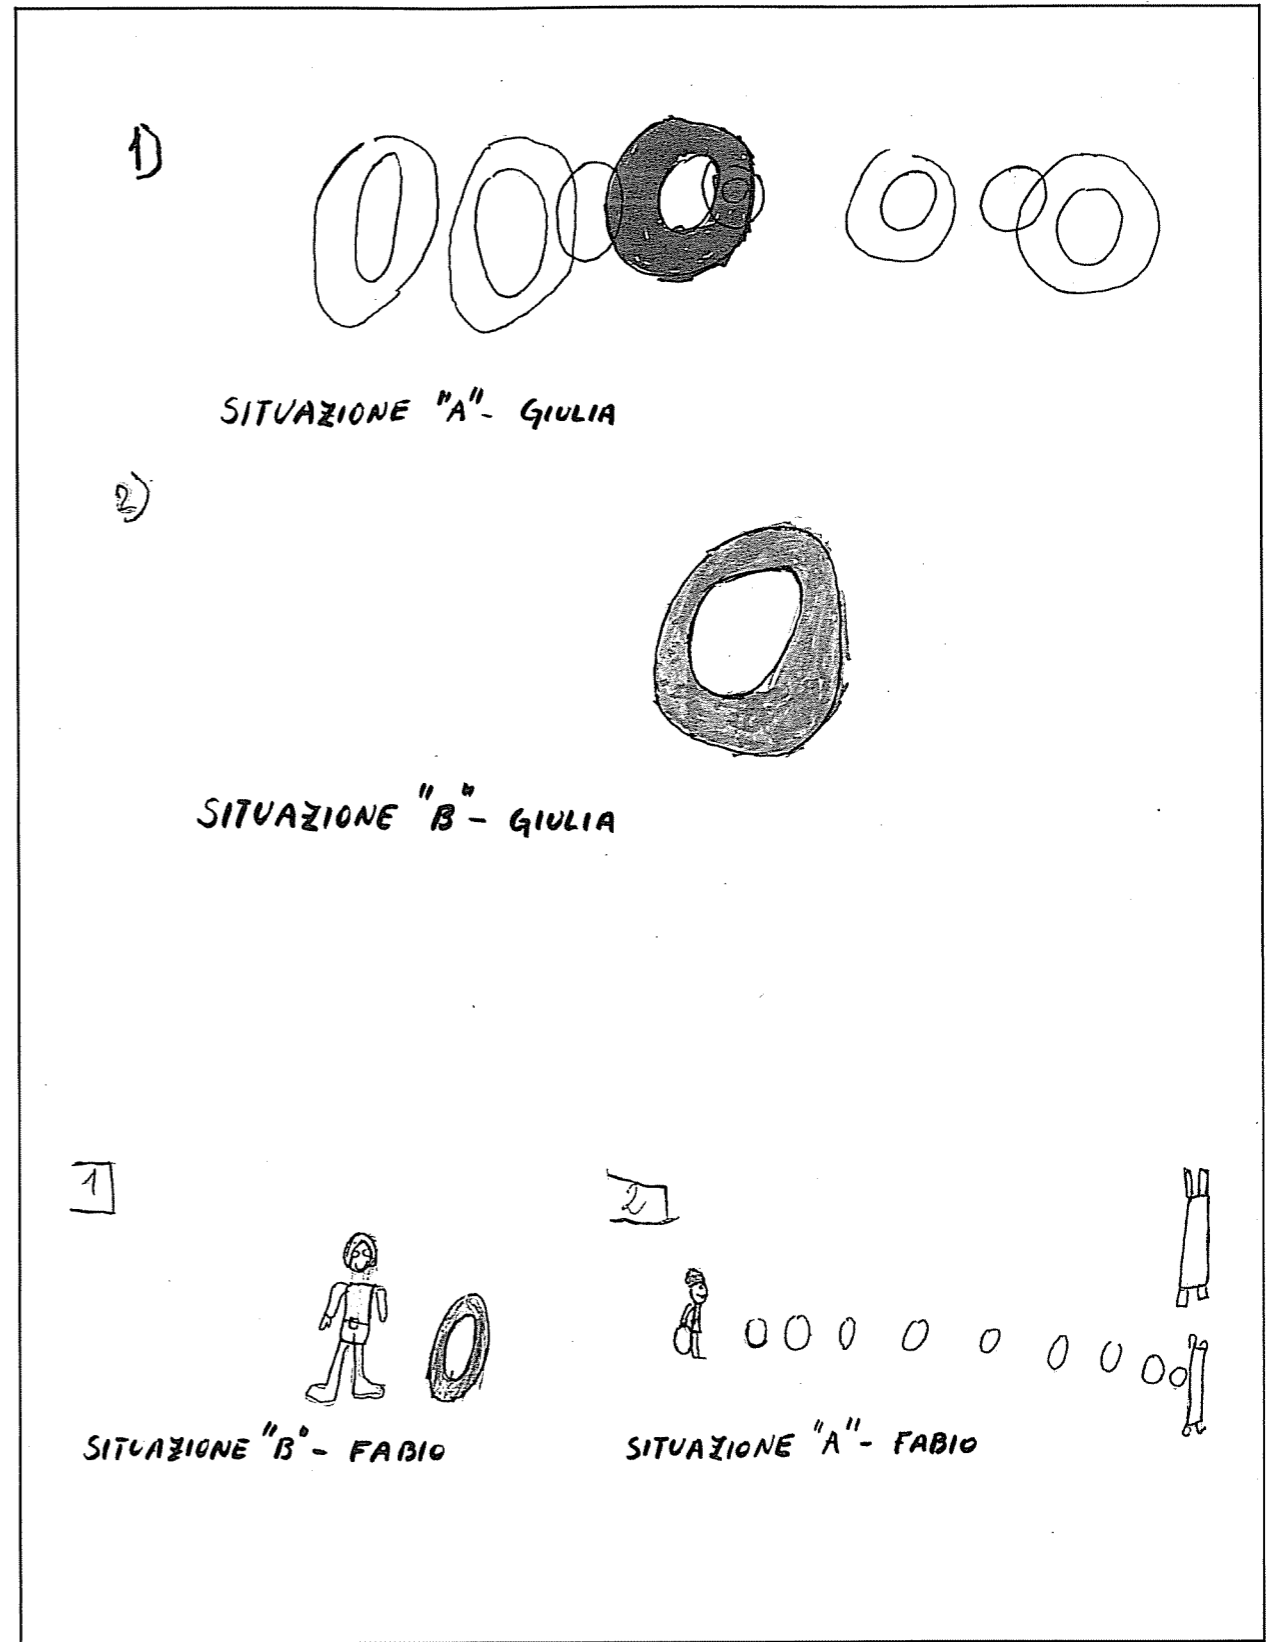 1)
SITUAZIONE "A" - GIULIA
2)
SITUAZIONE "B" - GIULIA
1
SITUAZIONE "B" - FABIO
2
SITUAZIONE "A" - FABIO